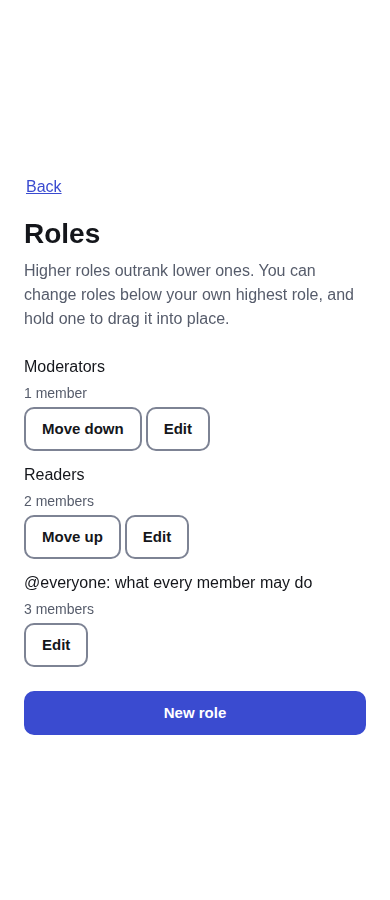 Back
Roles
Higher roles outrank lower ones. You can
change roles below your own highest role, and
hold one to drag it into place.
Moderators
1 member
Move down Edit
Readers
2 members
Move up Edit
@everyone: what every member may do
3 members
Edit
New role